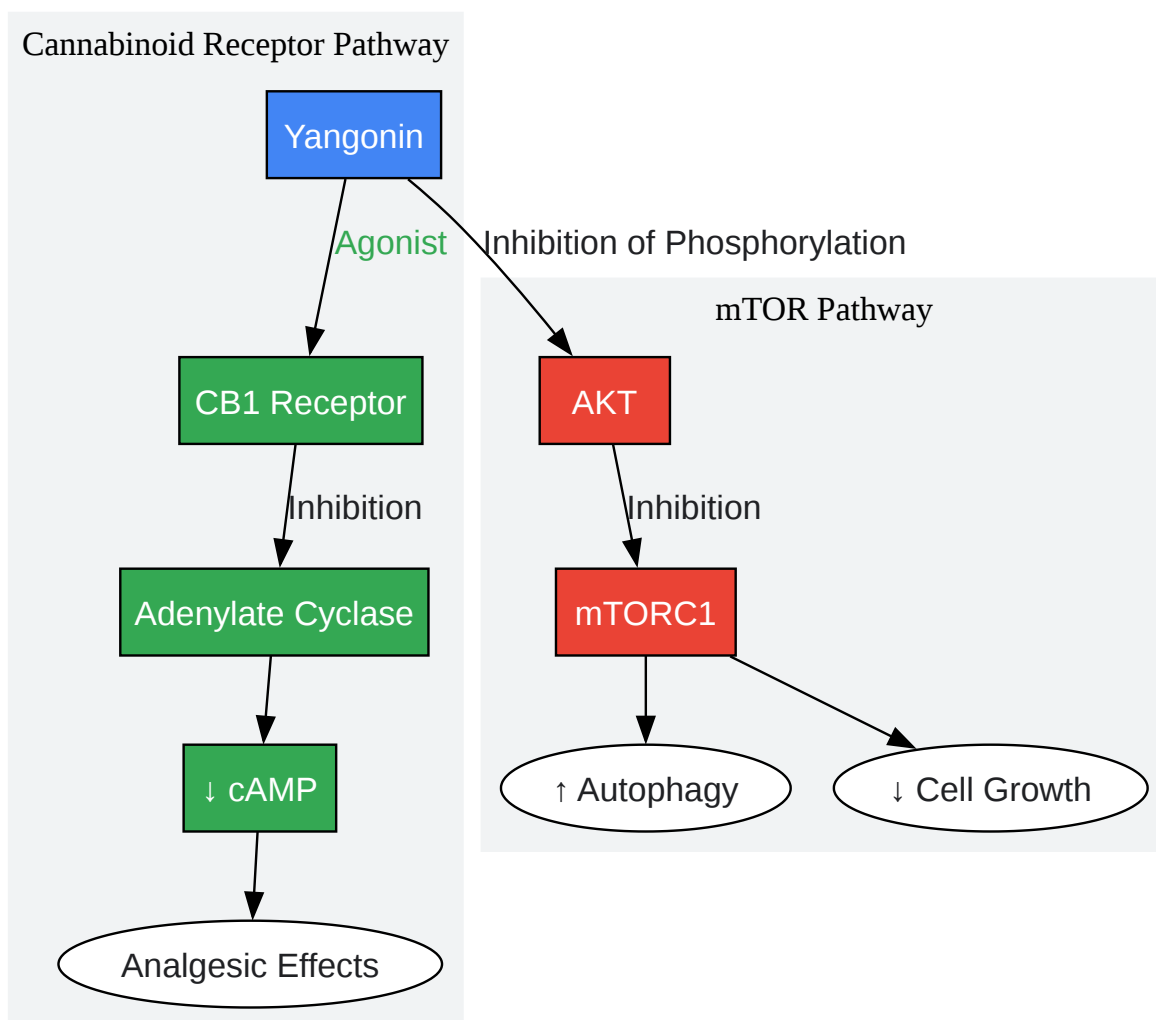 Cannabinoid Receptor Pathway
Yangonin
Agonist
Inhibition of Phosphorylation
mTOR Pathway
CB1 Receptor
AKT
Inhibition
Inhibition
Adenylate Cyclase
mTORC1
↓ cAMP
↑ Autophagy
↓ Cell Growth
Analgesic Effects